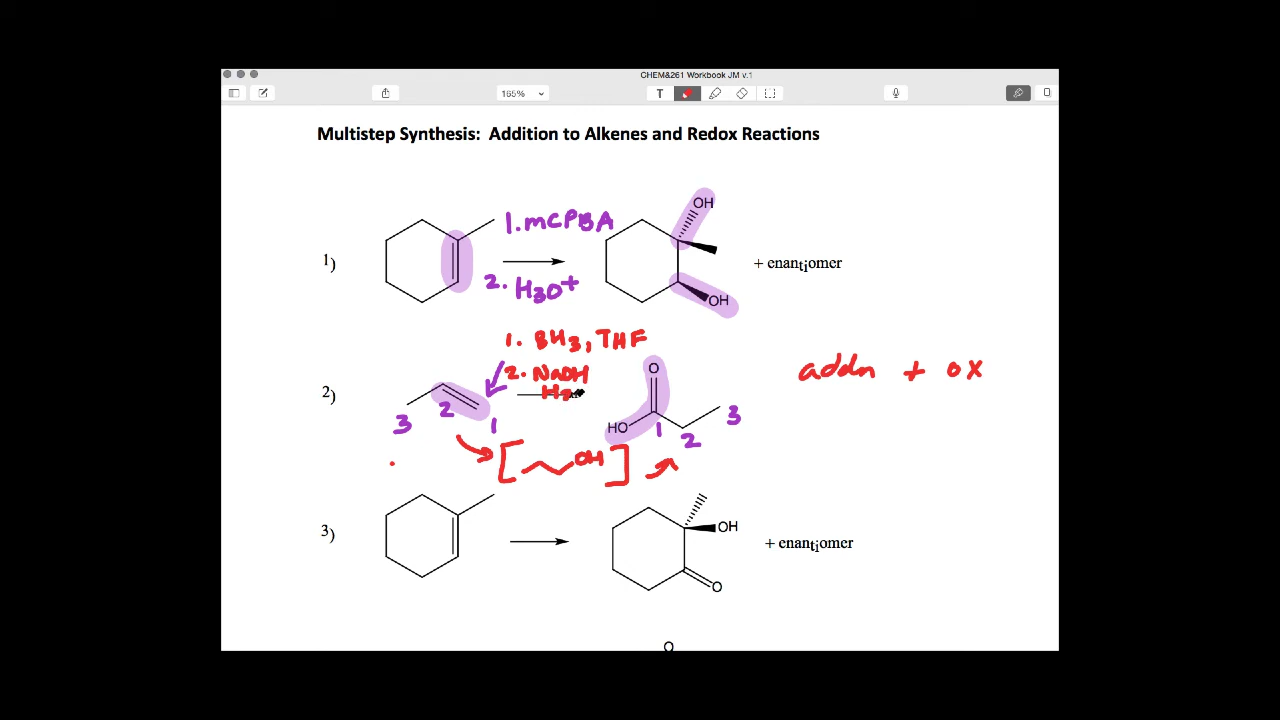 CHEM&261 Workbook JM v.1
165%
T
Multistep Synthesis: Addition to Alkenes and Redox Reactions
1)
1. mCPBA
2. H3O+
OH
OH
+ enantiomer
2)
1. BH3, THF
2. NaOH
3
2
1
O
HO
1
2
3
addn + ox
[ OH ]
3)
OH
O
+ enantiomer
O